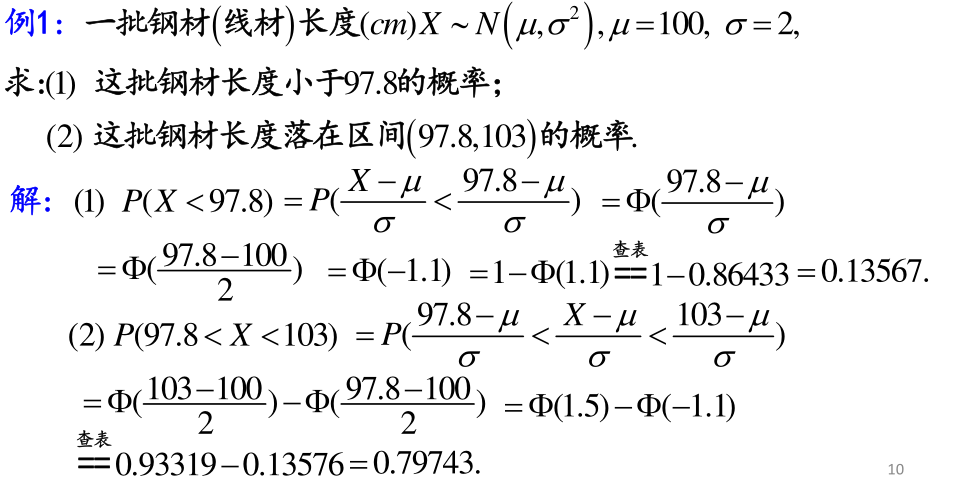 例1：一批钢材(线材)长度(cm)X ~ N(μ,σ²),μ=100, σ=2,
求:(1) 这批钢材长度小于97.8的概率；
(2) 这批钢材长度落在区间(97.8,103)的概率.
解：(1) P(X<97.8) = P((X−μ)/σ < (97.8−μ)/σ) = Φ((97.8−μ)/σ)
= Φ((97.8−100)/2) = Φ(−1.1) = 1−Φ(1.1) 查表== 1−0.86433 = 0.13567.
(2) P(97.8<X<103) = P((97.8−μ)/σ < (X−μ)/σ < (103−μ)/σ)
= Φ((103−100)/2) − Φ((97.8−100)/2) = Φ(1.5)−Φ(−1.1)
查表== 0.93319−0.13576 = 0.79743.
10